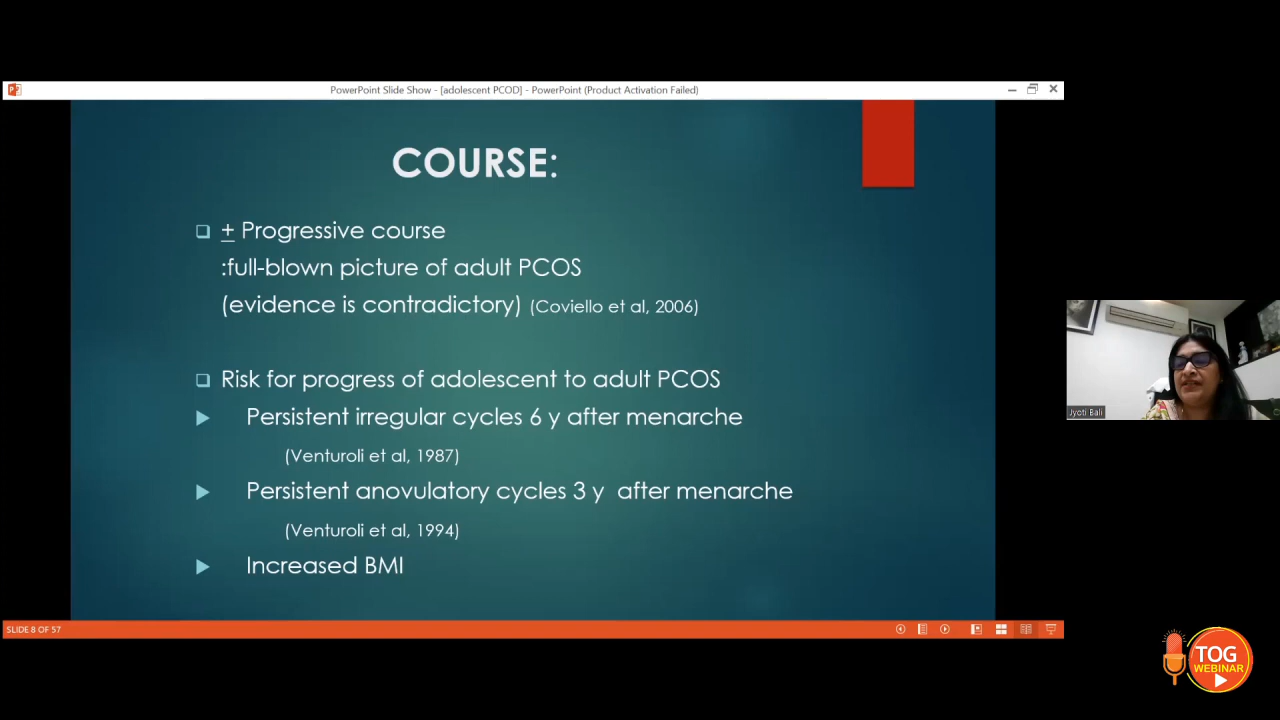 PowerPoint Slide Show - [adolescent PCOD] - PowerPoint (Product Activation Failed)
COURSE:
+ Progressive course
:full-blown picture of adult PCOS
(evidence is contradictory) (Coviello et al, 2006)
Risk for progress of adolescent to adult PCOS
Persistent irregular cycles 6 y after menarche
(Venturoli et al, 1987)
Persistent anovulatory cycles 3 y after menarche
(Venturoli et al, 1994)
Increased BMI
SLIDE 8 OF 57
Jyoti Bali
TOG
WEBINAR